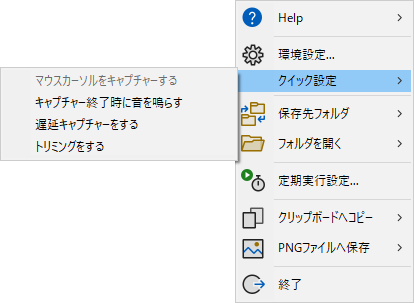 Help
環境設定...
クイック設定
マウスカーソルをキャプチャーする
キャプチャー終了時に音を鳴らす
遅延キャプチャーをする
トリミングをする
保存先フォルダ
フォルダを開く
定期実行設定...
クリップボードへコピー
PNGファイルへ保存
終了